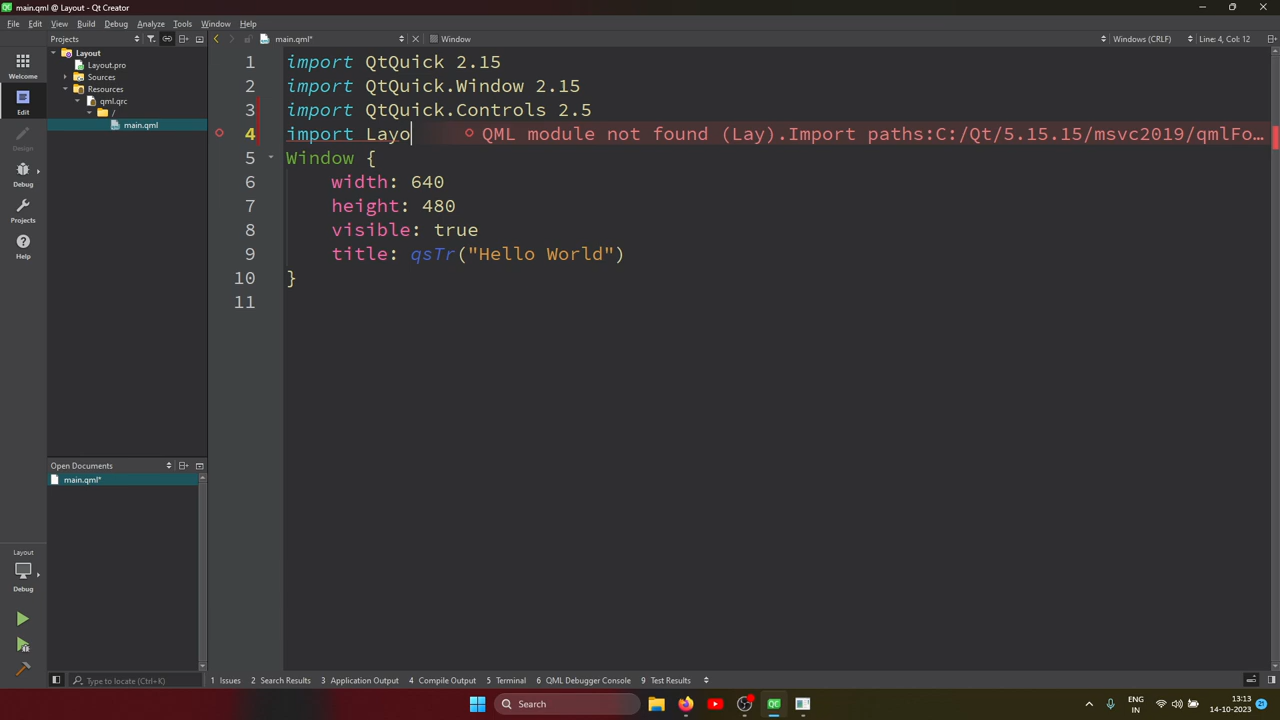 QC main.qml @ Layout - Qt Creator
File Edit View Build Debug Analyze Tools Window Help
Projects main.qml* Window Windows (CRLF) Line: 4, Col: 12
Welcome
Edit
Design
Debug
Projects
Help
Layout
Layout.pro
Sources
Resources
qml.qrc
/
main.qml
1 import QtQuick 2.15
2 import QtQuick.Window 2.15
3 import QtQuick.Controls 2.5
4 import Layo QML module not found (Lay).Import paths:C:/Qt/5.15.15/msvc2019/qmlFo…
5 Window {
6 width: 640
7 height: 480
8 visible: true
9 title: qsTr("Hello World")
10 }
11
Open Documents
main.qml*
Layout
Debug
Type to locate (Ctrl+K) 1 Issues 2 Search Results 3 Application Output 4 Compile Output 5 Terminal 6 QML Debugger Console 9 Test Results
Search QC ENG IN 13:13 14-10-2023